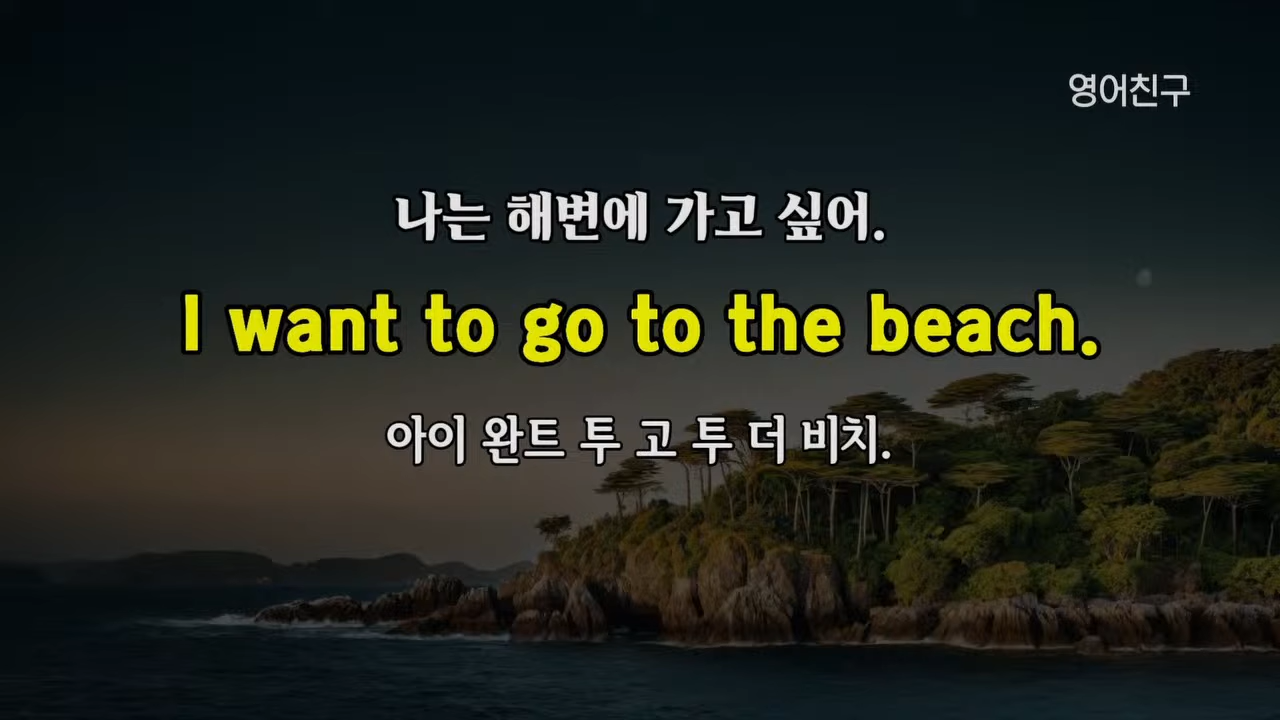 영어친구
나는 해변에 가고 싶어.
I want to go to the beach.
아이 완트 투 고 투 더 비치.